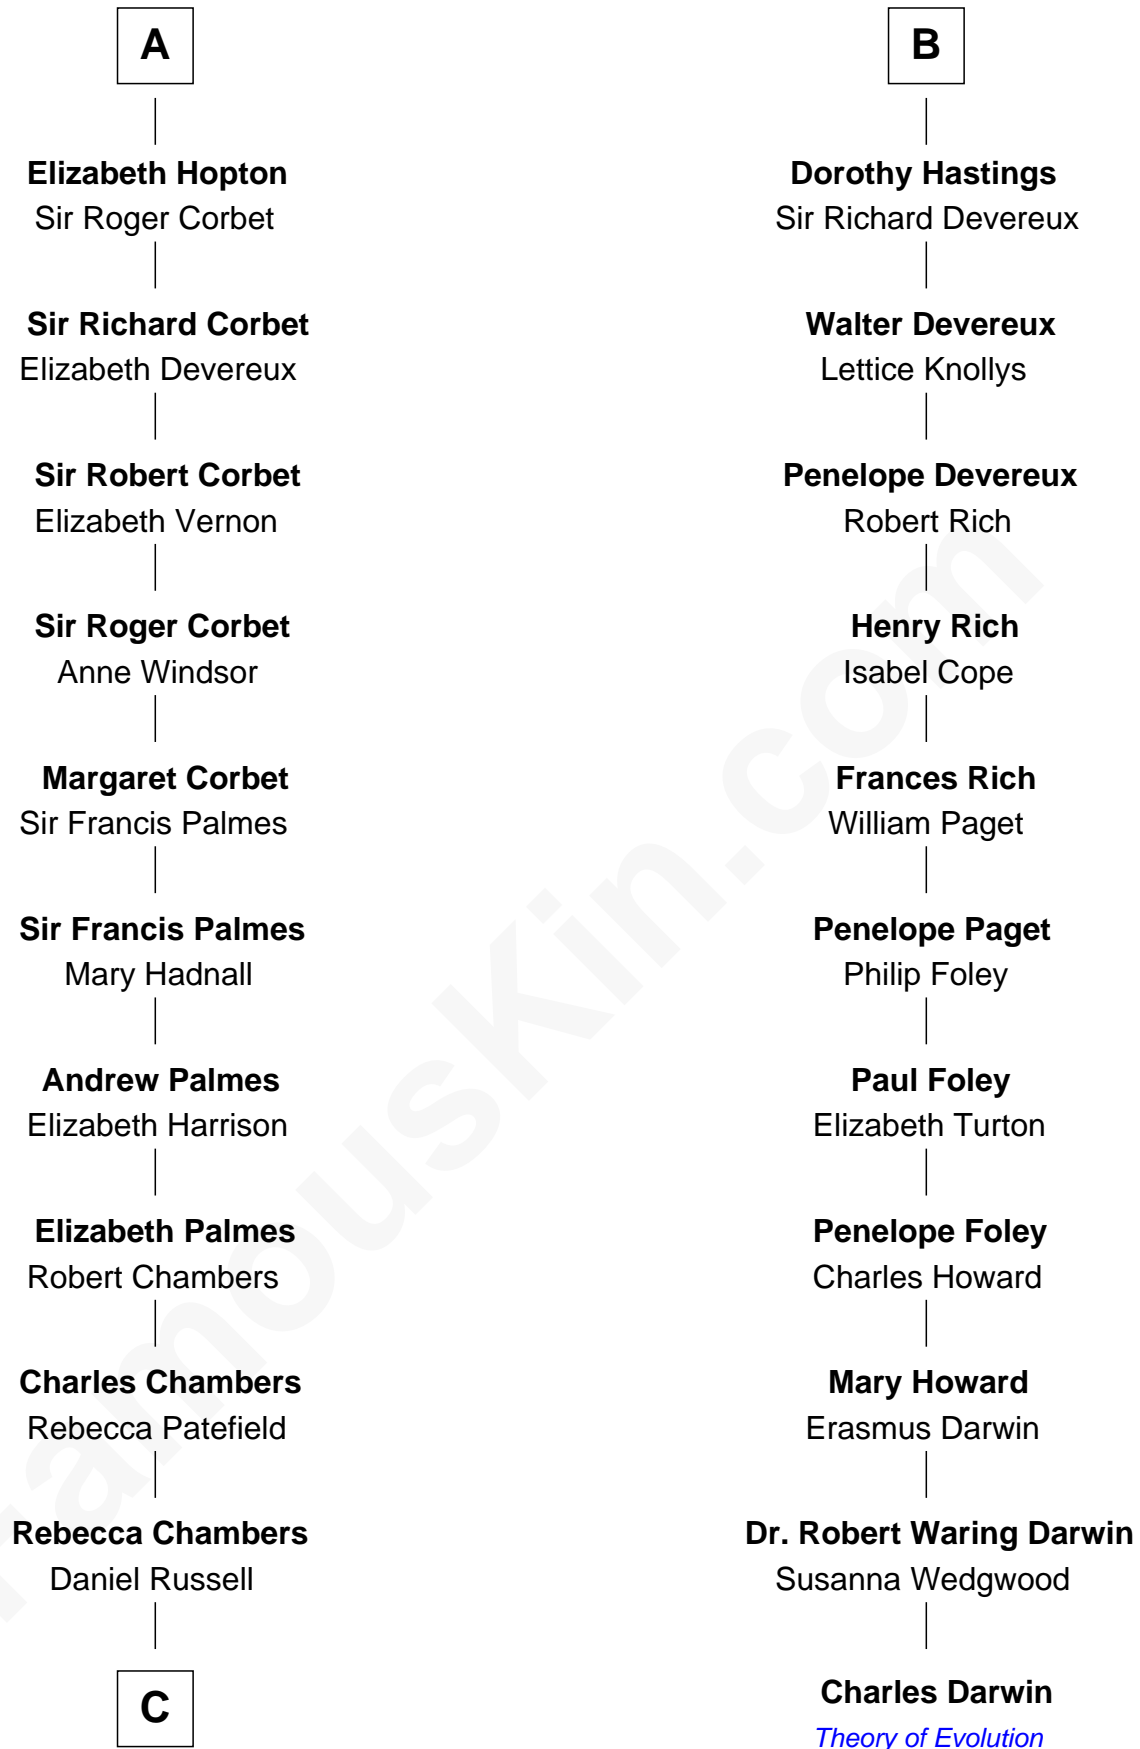 A
Elizabeth Hopton
Sir Roger Corbet
Sir Richard Corbet
Elizabeth Devereux
Sir Robert Corbet
Elizabeth Vernon
Sir Roger Corbet
Anne Windsor
Margaret Corbet
Sir Francis Palmes
Sir Francis Palmes
Mary Hadnall
Andrew Palmes
Elizabeth Harrison
Elizabeth Palmes
Robert Chambers
Charles Chambers
Rebecca Patefield
Rebecca Chambers
Daniel Russell
C
B
Dorothy Hastings
Sir Richard Devereux
Walter Devereux
Lettice Knollys
Penelope Devereux
Robert Rich
Henry Rich
Isabel Cope
Frances Rich
William Paget
Penelope Paget
Philip Foley
Paul Foley
Elizabeth Turton
Penelope Foley
Charles Howard
Mary Howard
Erasmus Darwin
Dr. Robert Waring Darwin
Susanna Wedgwood
Charles Darwin
Theory of Evolution
FamousKin.com